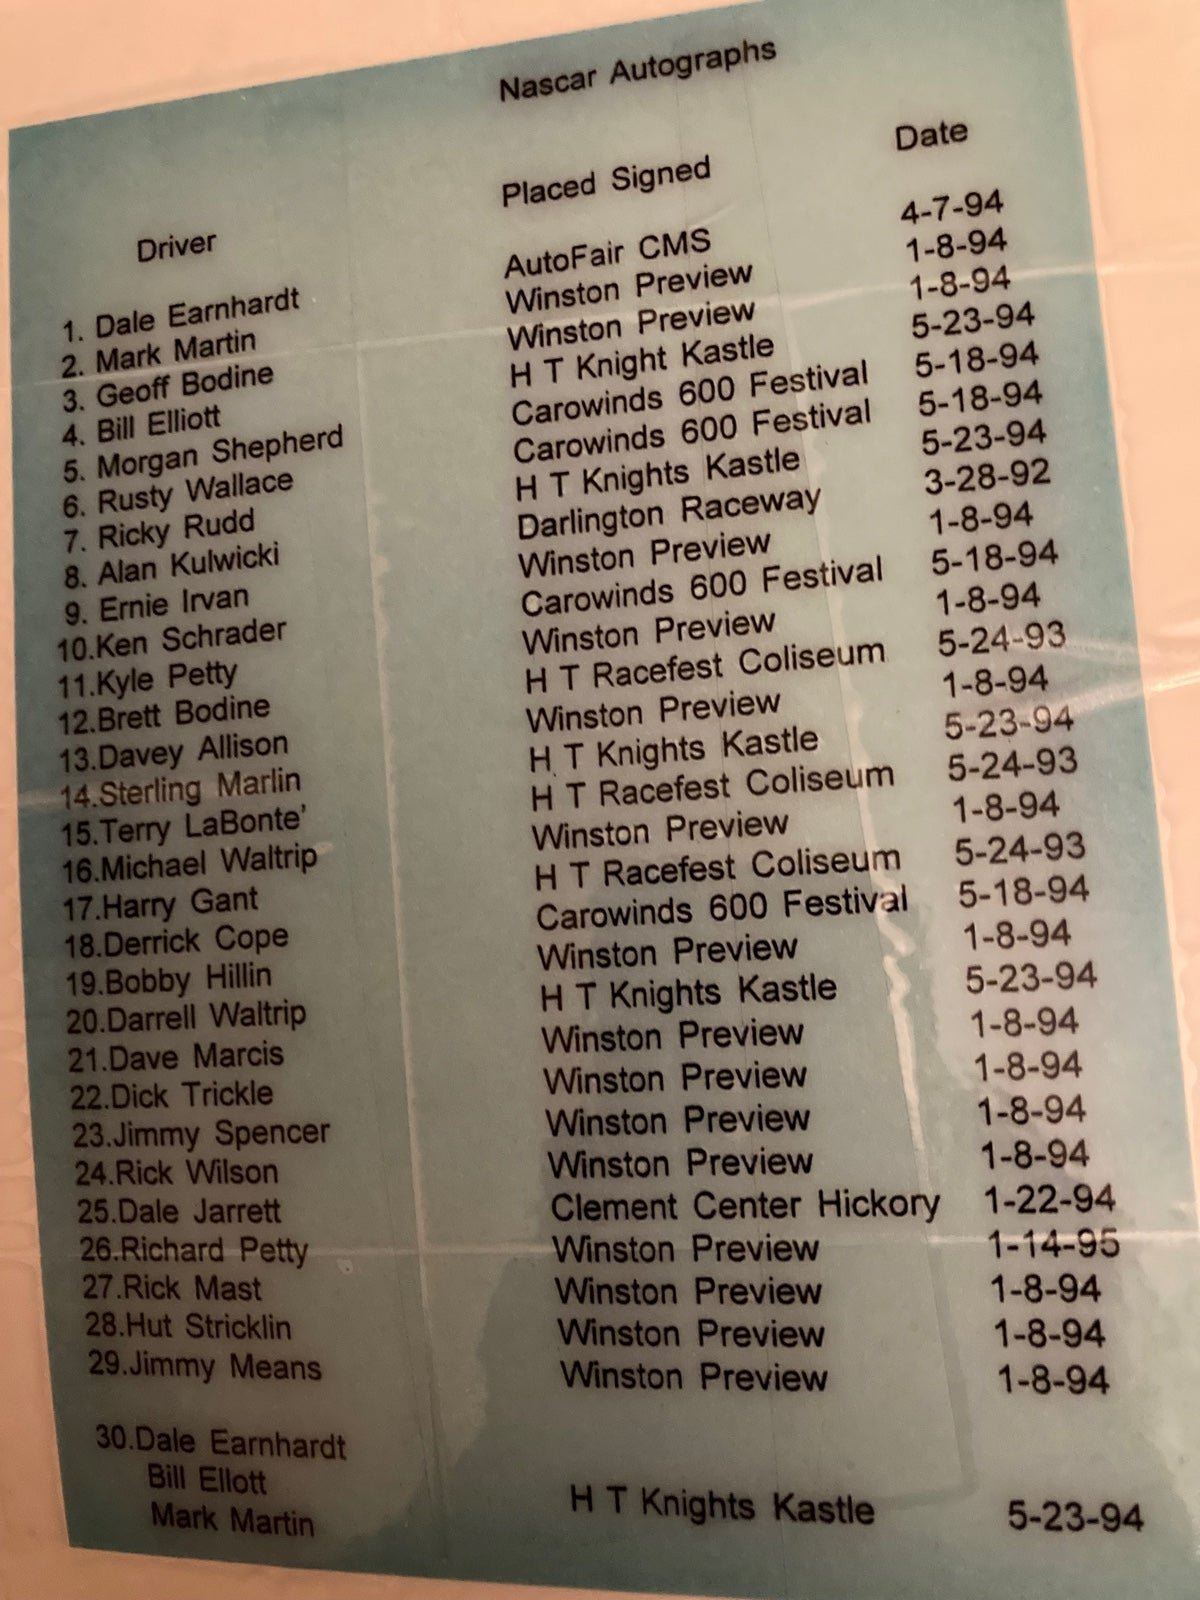 Nascar Autographs
Driver Placed Signed Date
1. Dale Earnhardt AutoFair CMS 4-7-94
2. Mark Martin Winston Preview 1-8-94
3. Geoff Bodine Winston Preview 1-8-94
4. Bill Elliott H T Knight Kastle 5-23-94
5. Morgan Shepherd Carowinds 600 Festival 5-18-94
6. Rusty Wallace Carowinds 600 Festival 5-18-94
7. Ricky Rudd H T Knights Kastle 5-23-94
8. Alan Kulwicki Darlington Raceway 3-28-92
9. Ernie Irvan Winston Preview 1-8-94
10.Ken Schrader Carowinds 600 Festival 5-18-94
11.Kyle Petty Winston Preview 1-8-94
12.Brett Bodine H T Racefest Coliseum 5-24-93
13.Davey Allison Winston Preview 1-8-94
14.Sterling Marlin H T Knights Kastle 5-23-94
15.Terry LaBonte' H T Racefest Coliseum 5-24-93
16.Michael Waltrip Winston Preview 1-8-94
17.Harry Gant H T Racefest Coliseum 5-24-93
18.Derrick Cope Carowinds 600 Festival 5-18-94
19.Bobby Hillin Winston Preview 1-8-94
20.Darrell Waltrip H T Knights Kastle 5-23-94
21.Dave Marcis Winston Preview 1-8-94
22.Dick Trickle Winston Preview 1-8-94
23.Jimmy Spencer Winston Preview 1-8-94
24.Rick Wilson Winston Preview 1-8-94
25.Dale Jarrett Clement Center Hickory 1-22-94
26.Richard Petty Winston Preview 1-14-95
27.Rick Mast Winston Preview 1-8-94
28.Hut Stricklin Winston Preview 1-8-94
29.Jimmy Means Winston Preview 1-8-94
30.Dale Earnhardt
Bill Ellott
Mark Martin H T Knights Kastle 5-23-94